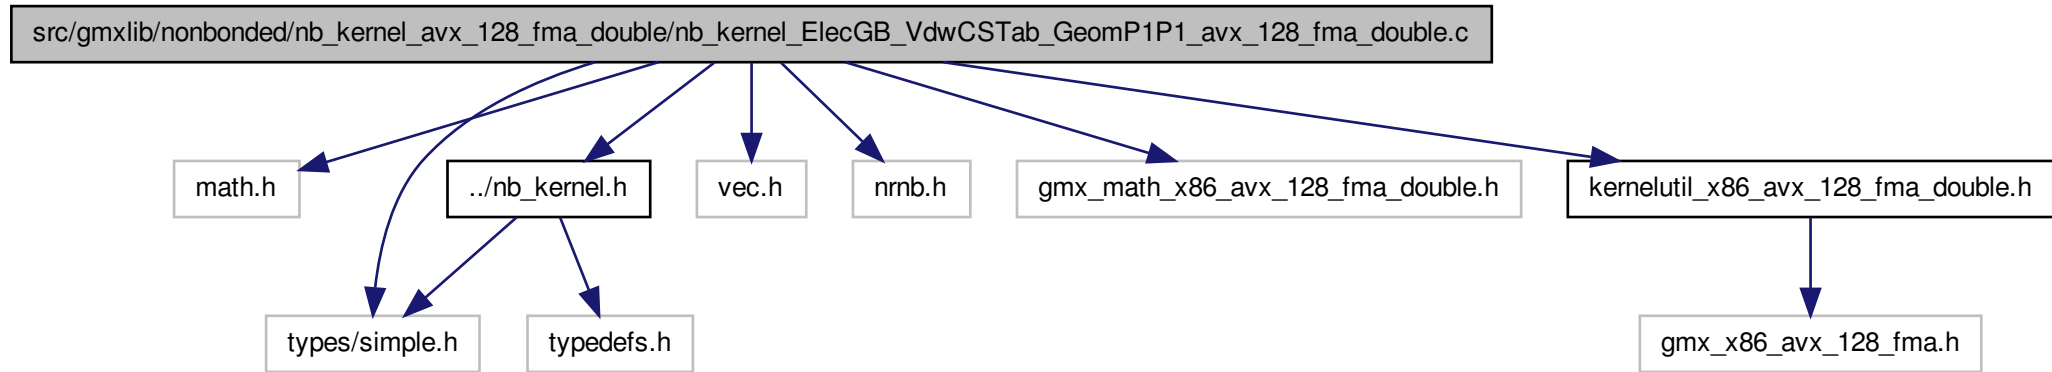 src/gmxlib/nonbonded/nb_kernel_avx_128_fma_double/nb_kernel_ElecGB_VdwCSTab_GeomP1P1_avx_128_fma_double.c
math.h
../nb_kernel.h
vec.h
nrnb.h
gmx_math_x86_avx_128_fma_double.h
kernelutil_x86_avx_128_fma_double.h
types/simple.h
typedefs.h
gmx_x86_avx_128_fma.h